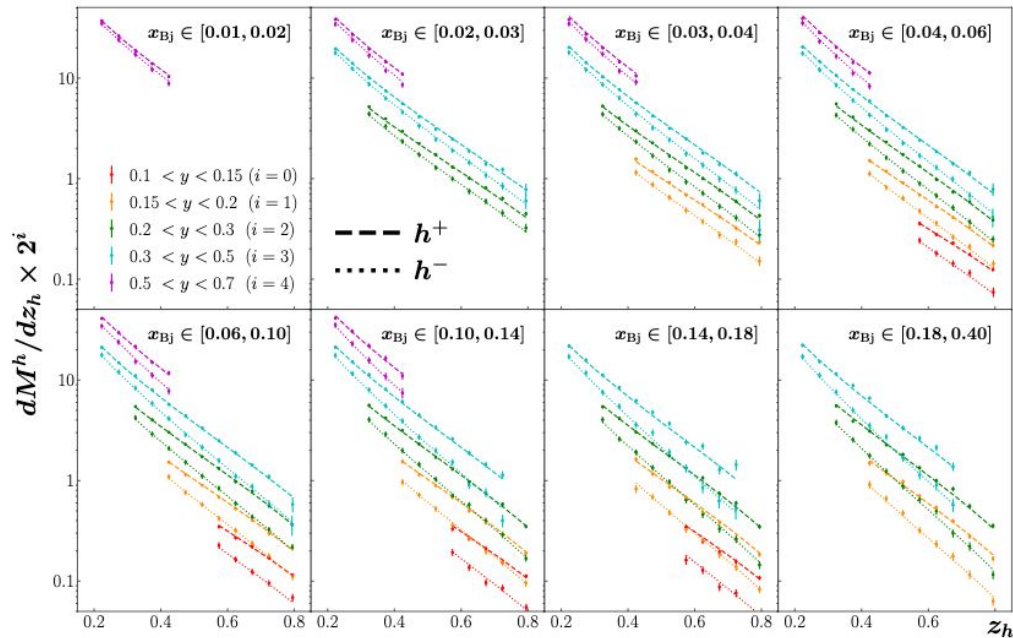 x_Bj ∈ [0.01, 0.02]
x_Bj ∈ [0.02, 0.03]
x_Bj ∈ [0.03, 0.04]
x_Bj ∈ [0.04, 0.06]
10
1
0.1
0.1 < y < 0.15 (i = 0)
0.15 < y < 0.2 (i = 1)
0.2 < y < 0.3 (i = 2)
0.3 < y < 0.5 (i = 3)
0.5 < y < 0.7 (i = 4)
h⁺
h⁻
dM^h/dz_h × 2^i
x_Bj ∈ [0.06, 0.10]
x_Bj ∈ [0.10, 0.14]
x_Bj ∈ [0.14, 0.18]
x_Bj ∈ [0.18, 0.40]
10
1
0.1
0.2 0.4 0.6 0.8
0.2 0.4 0.6 0.8
0.2 0.4 0.6 0.8
0.2 0.4 0.6 z_h